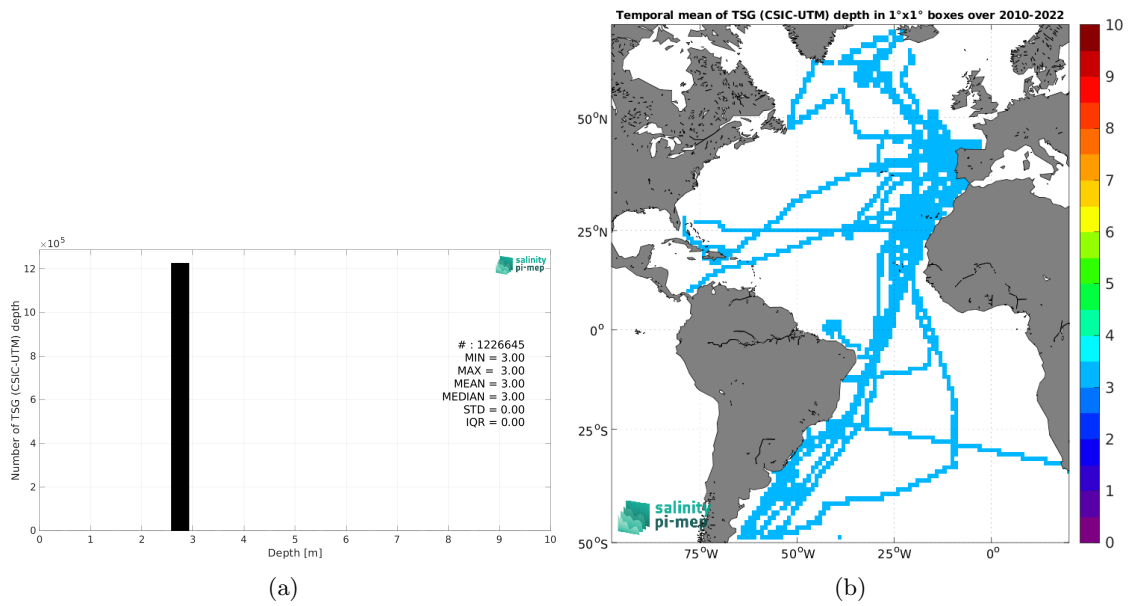 ×10⁵
12
10
8
6
4
2
0
Number of TSG (CSIC-UTM) depth
0 1 2 3 4 5 6 7 8 9 10
Depth [m]
salinity
pi-mep
# : 1226645
MIN = 3.00
MAX = 3.00
MEAN = 3.00
MEDIAN = 3.00
STD = 0.00
IQR = 0.00
(a)
Temporal mean of TSG (CSIC-UTM) depth in 1°x1° boxes over 2010-2022
50°N
25°N
0°
25°S
50°S
75°W 50°W 25°W 0°
salinity
pi-mep
10
9
8
7
6
5
4
3
2
1
0
(b)